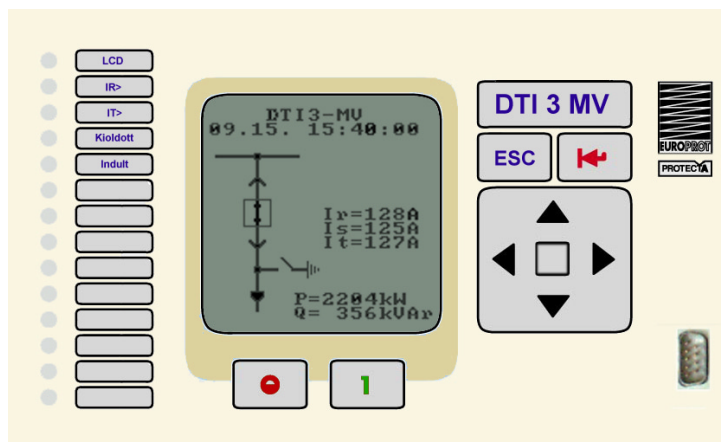 LCD
IR>
IT>
Kioldott
Indult
DTI3-MV
09.15. 15:40:00
Ir=128A
Is=125A
It=127A
P=2204kW
Q= 356kVAr
DTI 3 MV
ESC
EUROPROT
PROTECTA
1